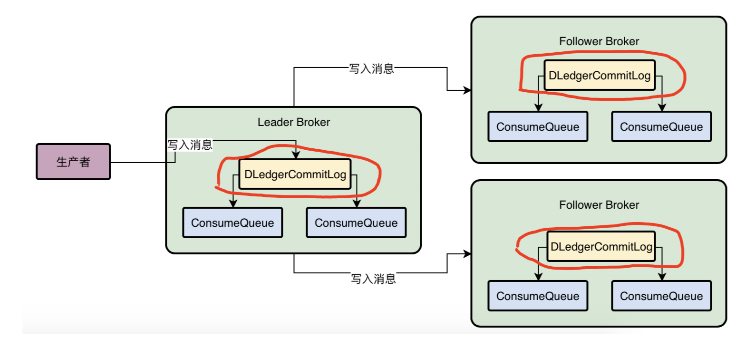 生产者
写入消息
Leader Broker
DLedgerCommitLog
ConsumeQueue
ConsumeQueue
写入消息
Follower Broker
DLedgerCommitLog
ConsumeQueue
ConsumeQueue
写入消息
Follower Broker
DLedgerCommitLog
ConsumeQueue
ConsumeQueue